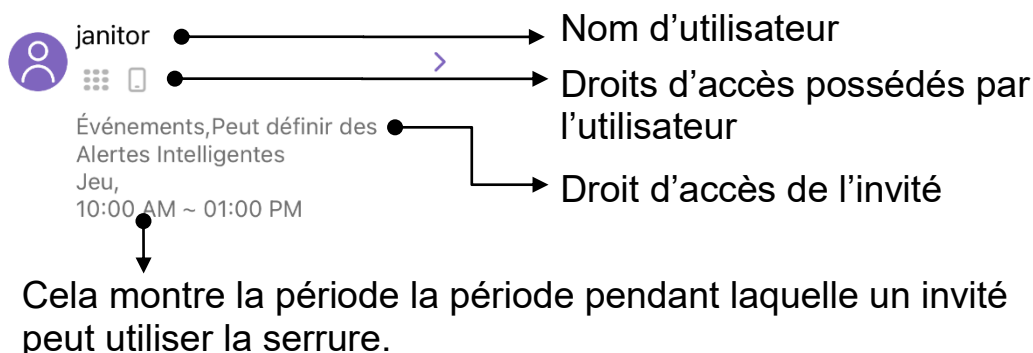 janitor
Nom d’utilisateur
Droits d’accès possédés par
l’utilisateur
Événements,Peut définir des
Alertes Intelligentes
Jeu,
10:00 AM ~ 01:00 PM
Droit d’accès de l’invité
Cela montre la période la période pendant laquelle un invité
peut utiliser la serrure.